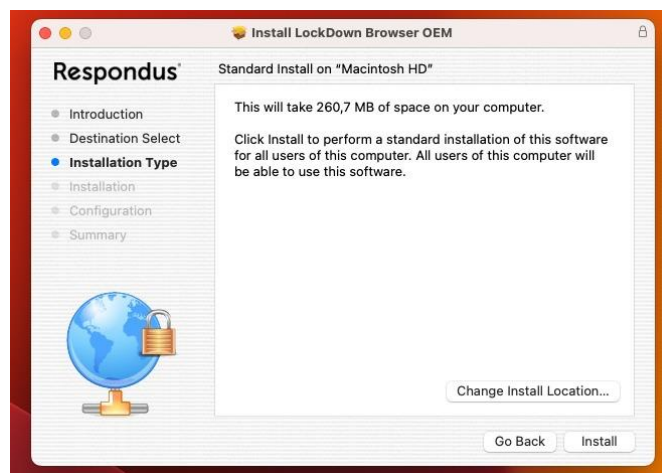 Install LockDown Browser OEM
Respondus
Standard Install on "Macintosh HD"
Introduction
Destination Select
Installation Type
Installation
Configuration
Summary
This will take 260,7 MB of space on your computer.
Click Install to perform a standard installation of this software
for all users of this computer. All users of this computer will
be able to use this software.
Change Install Location...
Go Back
Install